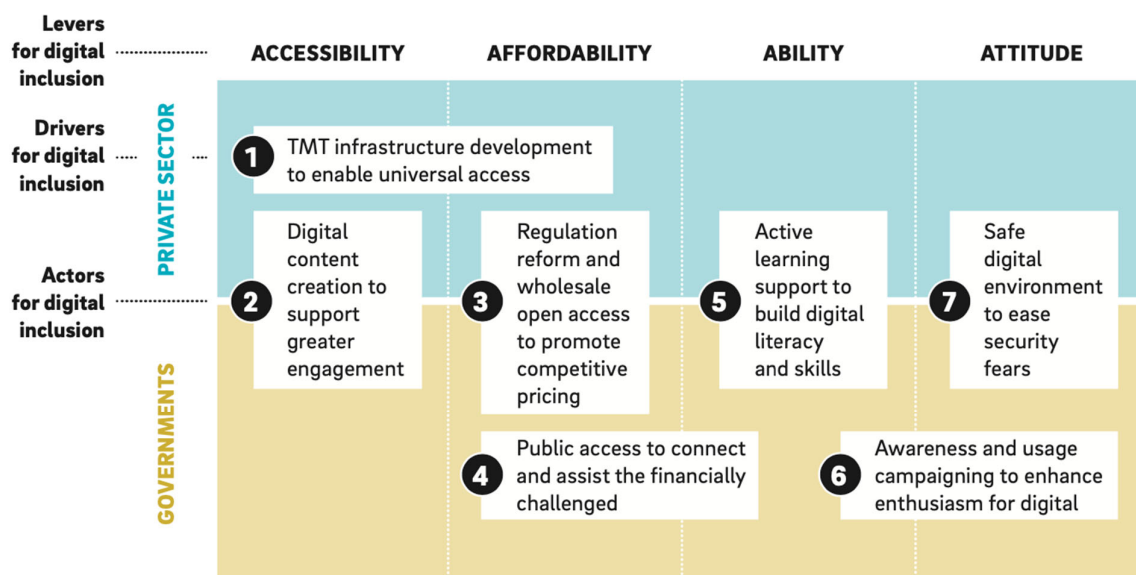 Levers
for digital
inclusion
ACCESSIBILITY
AFFORDABILITY
ABILITY
ATTITUDE
Drivers
for digital
inclusion
PRIVATE SECTOR
1
TMT infrastructure development
to enable universal access
Actors
for digital
inclusion
2
Digital
content
creation to
support
greater
engagement
3
Regulation
reform and
wholesale
open access
to promote
competitive
pricing
5
Active
learning
support to
build digital
literacy
and skills
7
Safe
digital
environment
to ease
security
fears
GOVERNMENTS
4
Public access to connect
and assist the financially
challenged
6
Awareness and usage
campaigning to enhance
enthusiasm for digital